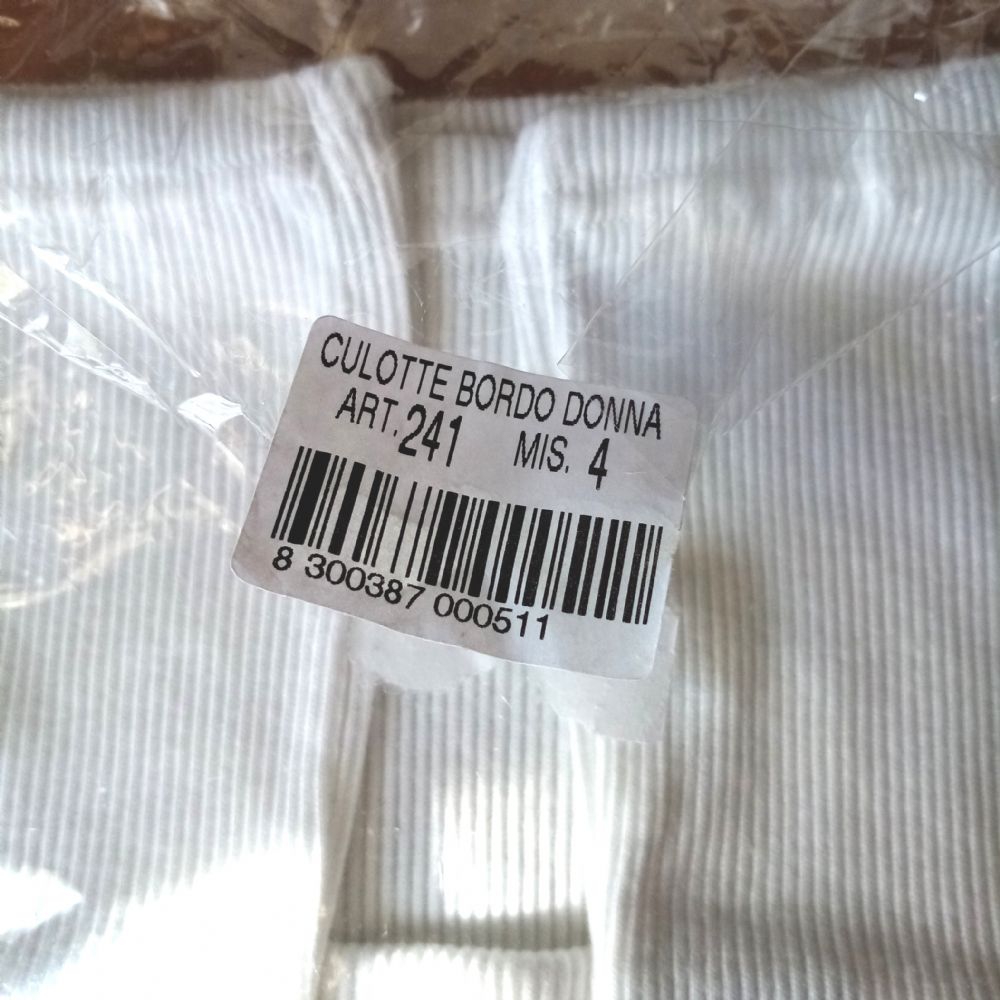 CULOTTE BORDO DONNA
ART. 241 MIS. 4
8 300387 000511